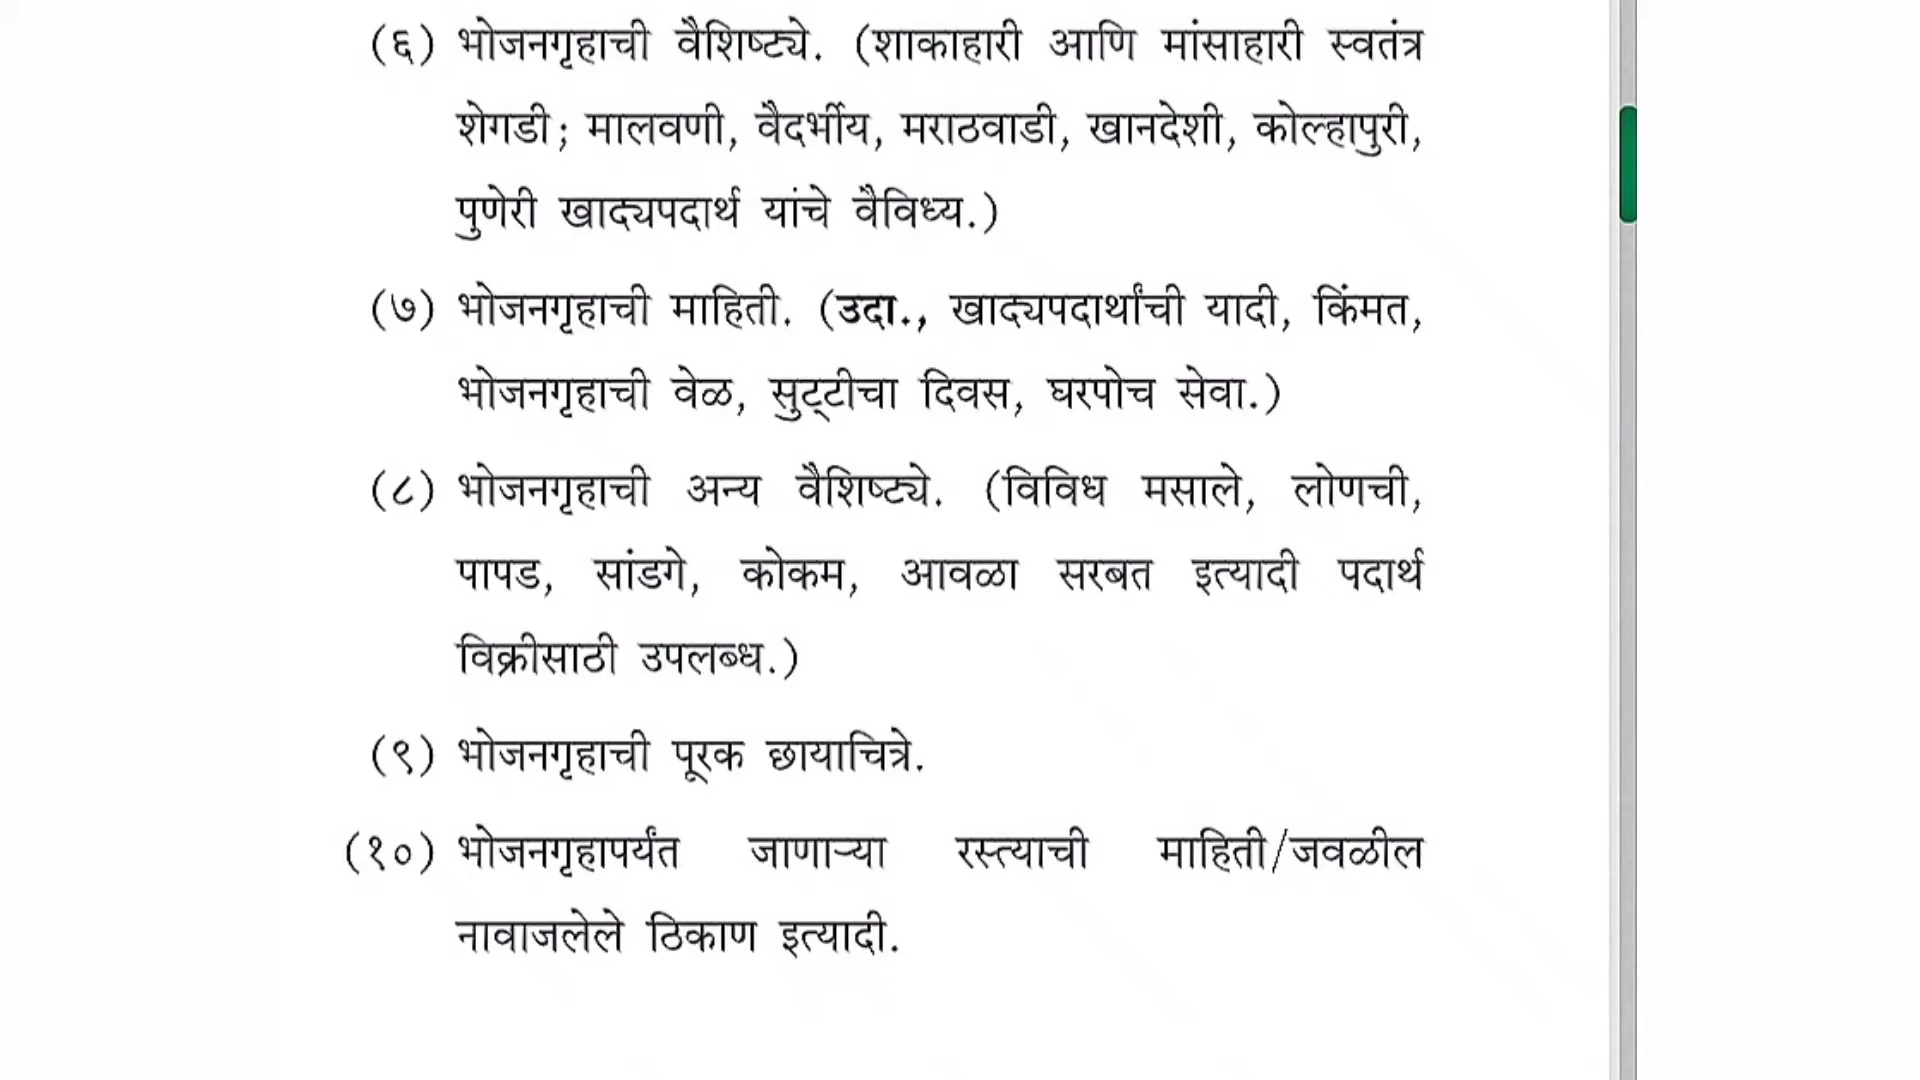 (६) भोजनगृहाची वैशिष्ट्ये. (शाकाहारी आणि मांसाहारी स्वतंत्र
शेगडी; मालवणी, वैदर्भीय, मराठवाडी, खानदेशी, कोल्हापुरी,
पुणेरी खाद्यपदार्थ यांचे वैविध्य.)
(७) भोजनगृहाची माहिती. (उदा., खाद्यपदार्थांची यादी, किंमत,
भोजनगृहाची वेळ, सुट्टीचा दिवस, घरपोच सेवा.)
(८) भोजनगृहाची अन्य वैशिष्ट्ये. (विविध मसाले, लोणची,
पापड, सांडगे, कोकम, आवळा सरबत इत्यादी पदार्थ
विक्रीसाठी उपलब्ध.)
(९) भोजनगृहाची पूरक छायाचित्रे.
(१०) भोजनगृहापर्यंत जाणाऱ्या रस्त्याची माहिती/जवळील
नावाजलेले ठिकाण इत्यादी.